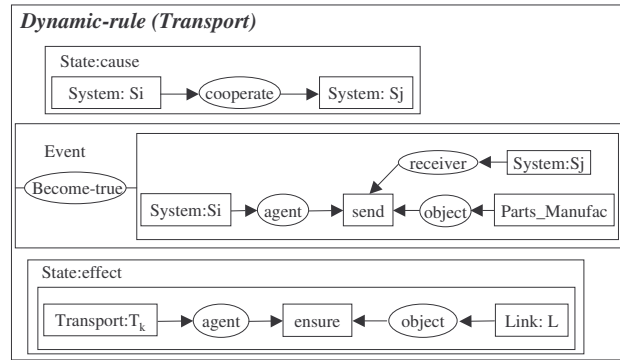 Dynamic-rule (Transport)
State:cause
System: Si cooperate System: Sj
Event
receiver System:Sj
Become-true
System:Si agent send object Parts_Manufac
State:effect
Transport:Tk agent ensure object Link: L